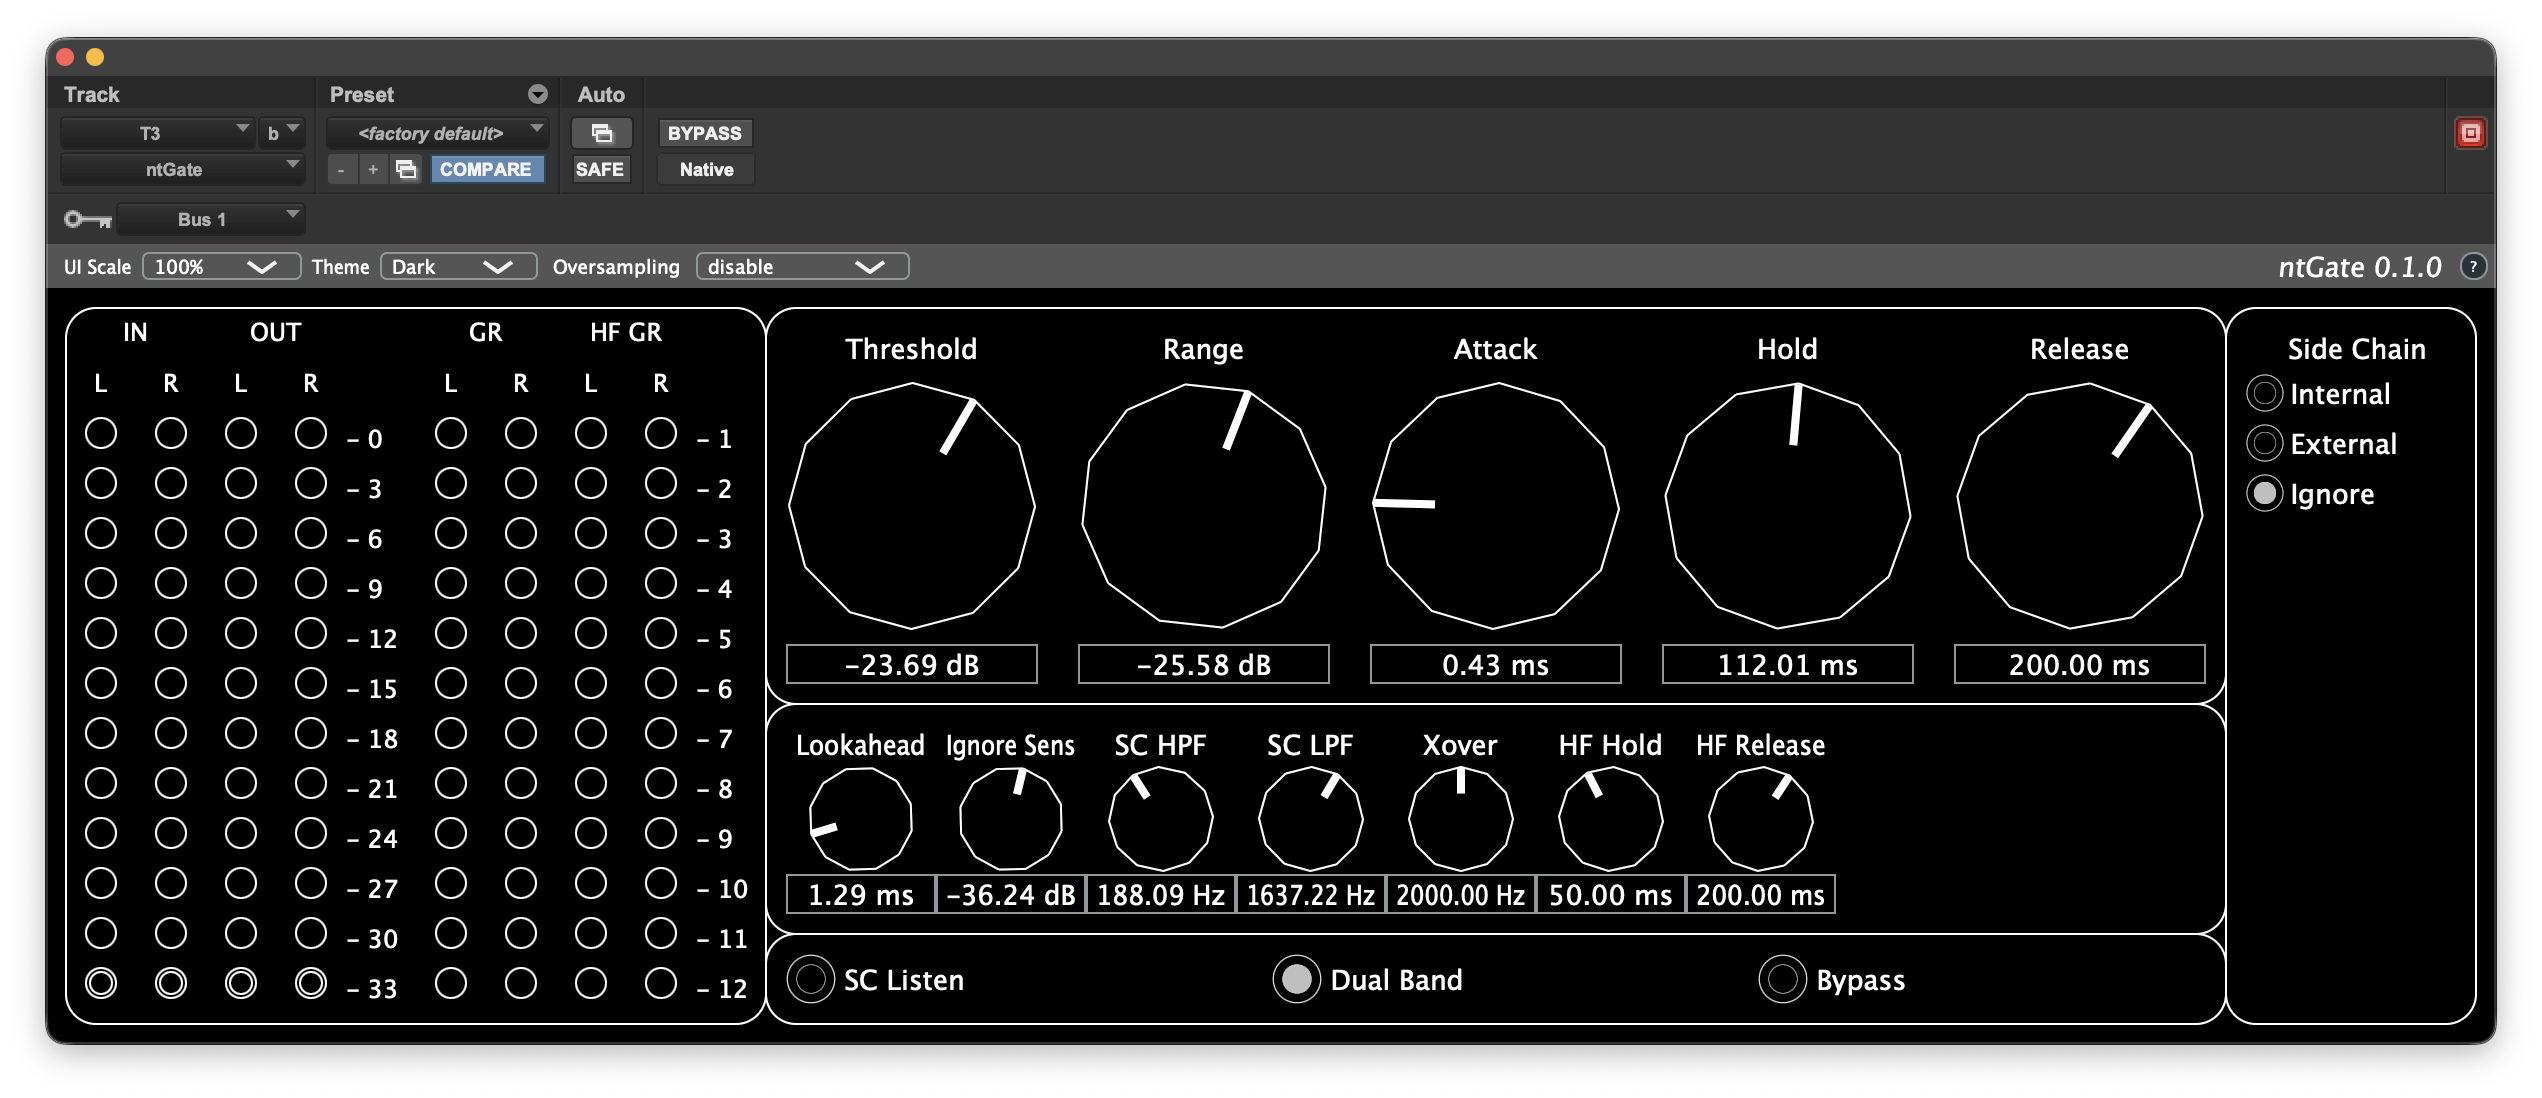 Track Preset Auto
T3 b <factory default> BYPASS
ntGate - + COMPARE SAFE Native
Bus 1
UI Scale 100% Theme Dark Oversampling disable ntGate 0.1.0 ?
IN OUT GR HF GR
L R L R L R L R
- 0 - 1
- 3 - 2
- 6 - 3
- 9 - 4
- 12 - 5
- 15 - 6
- 18 - 7
- 21 - 8
- 24 - 9
- 27 - 10
- 30 - 11
- 33 - 12
Threshold Range Attack Hold Release
-23.69 dB -25.58 dB 0.43 ms 112.01 ms 200.00 ms
Lookahead Ignore Sens SC HPF SC LPF Xover HF Hold HF Release
1.29 ms -36.24 dB 188.09 Hz 1637.22 Hz 2000.00 Hz 50.00 ms 200.00 ms
SC Listen Dual Band Bypass
Side Chain
Internal
External
Ignore